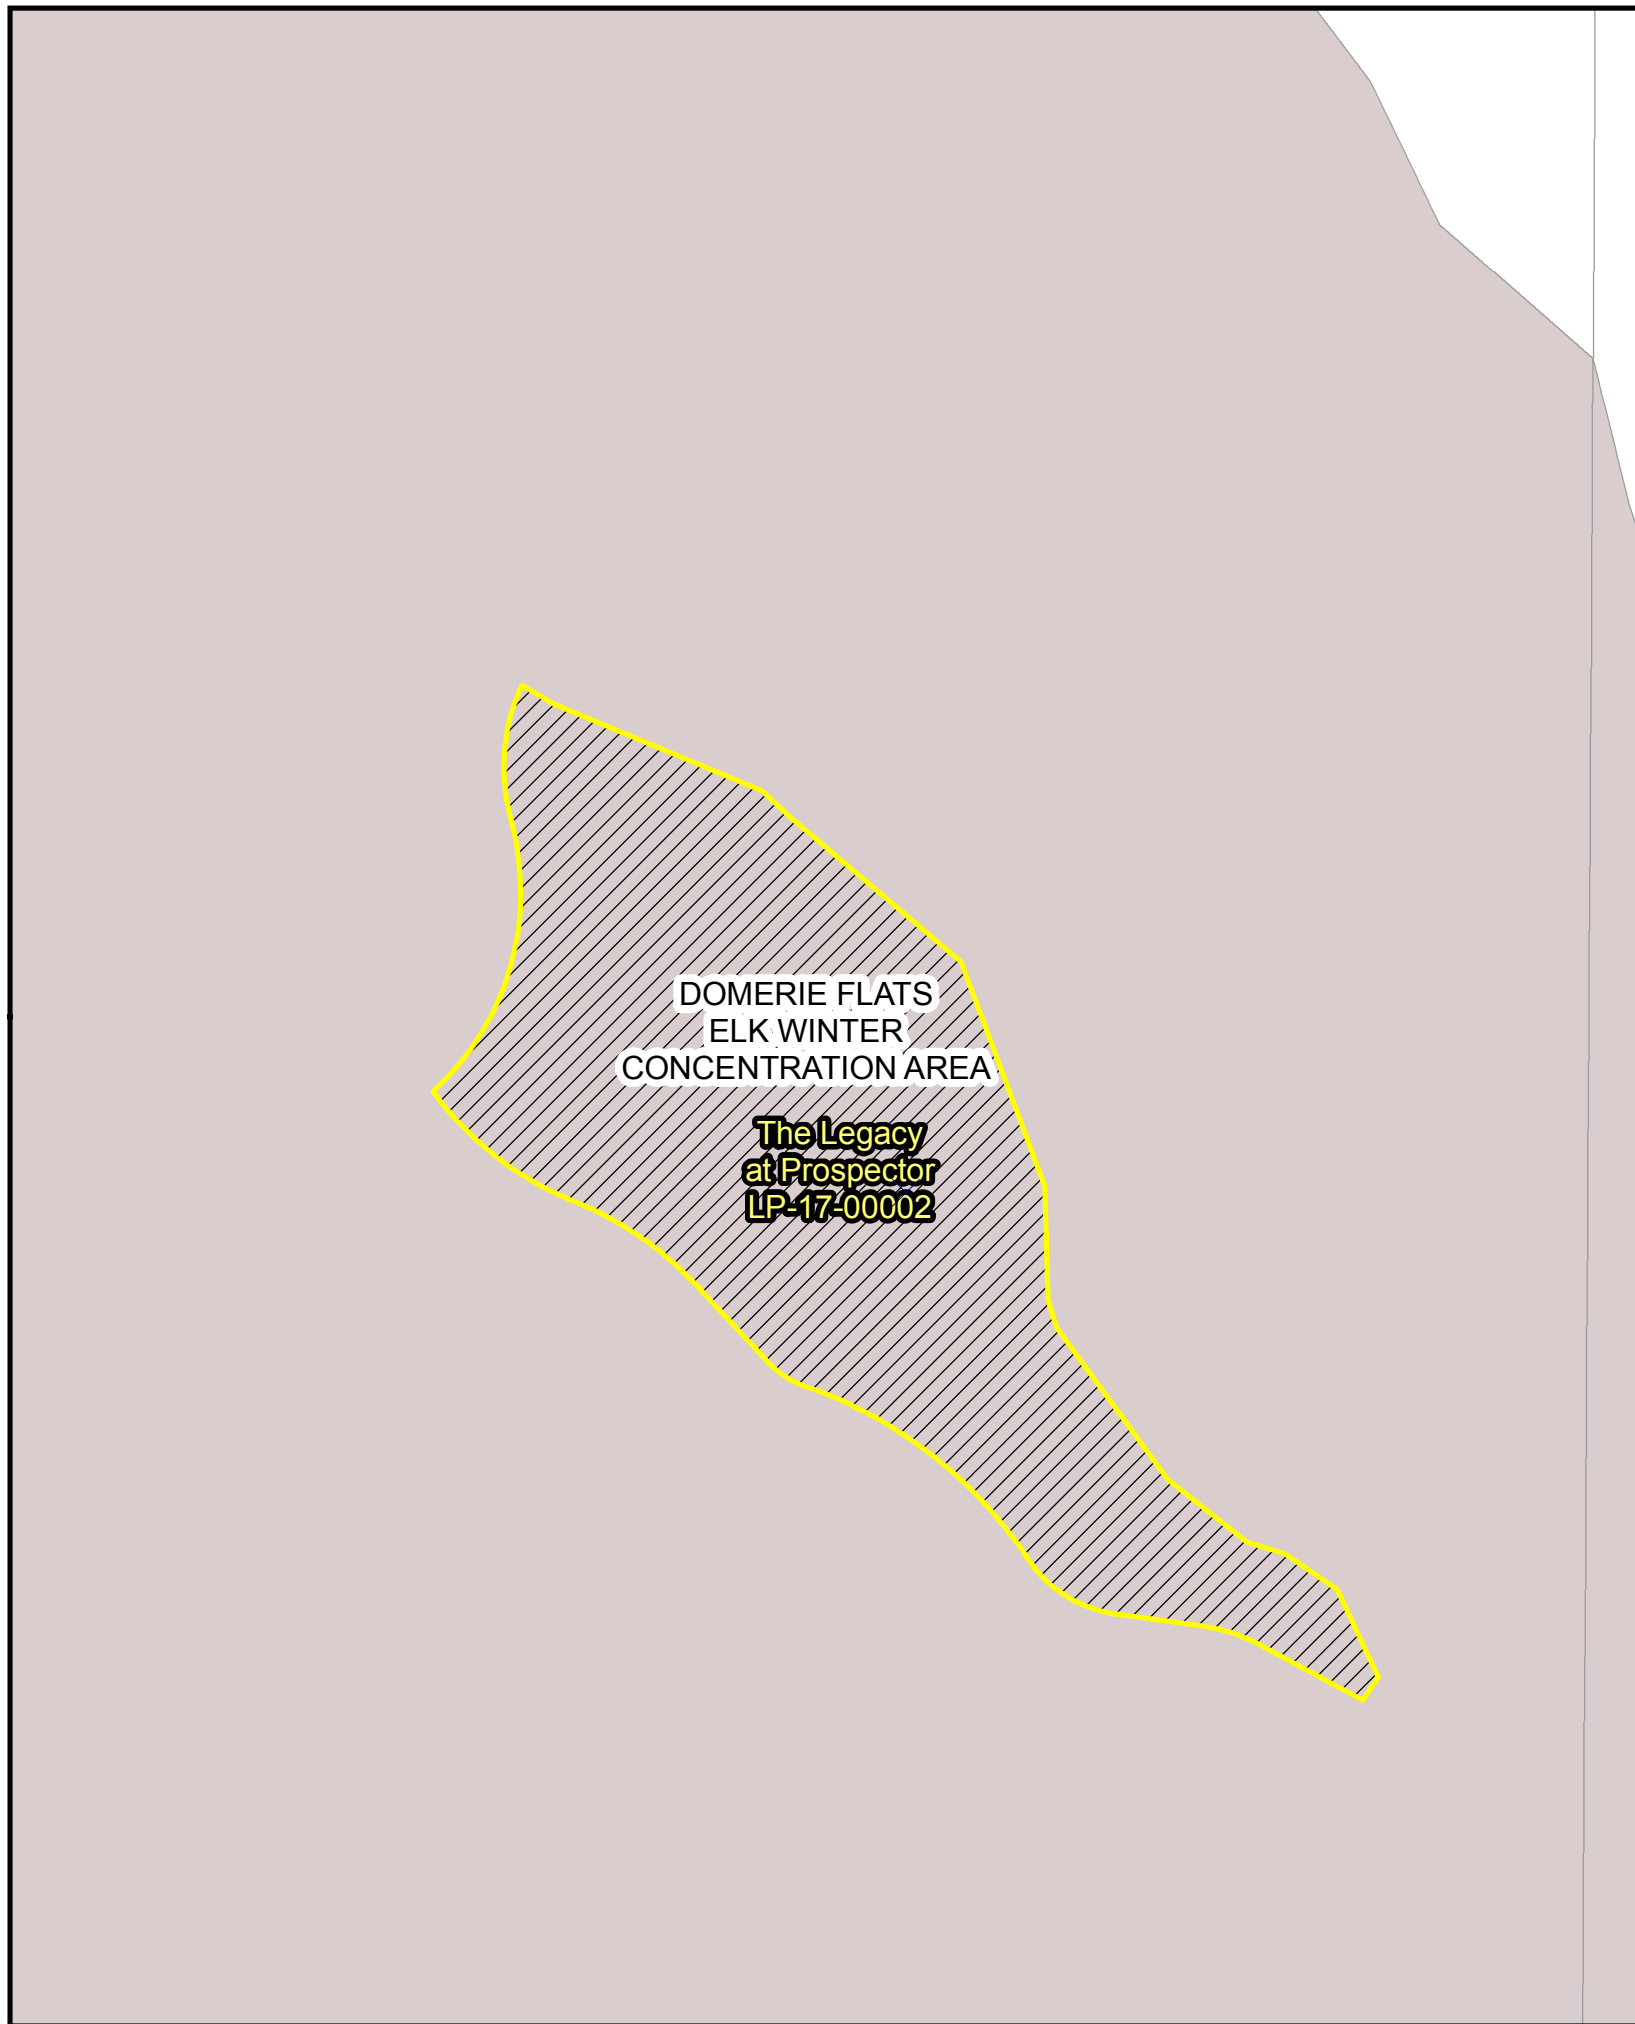 DOMERIE FLATS
ELK WINTER
CONCENTRATION AREA
The Legacy
at Prospector
LP-17-00002